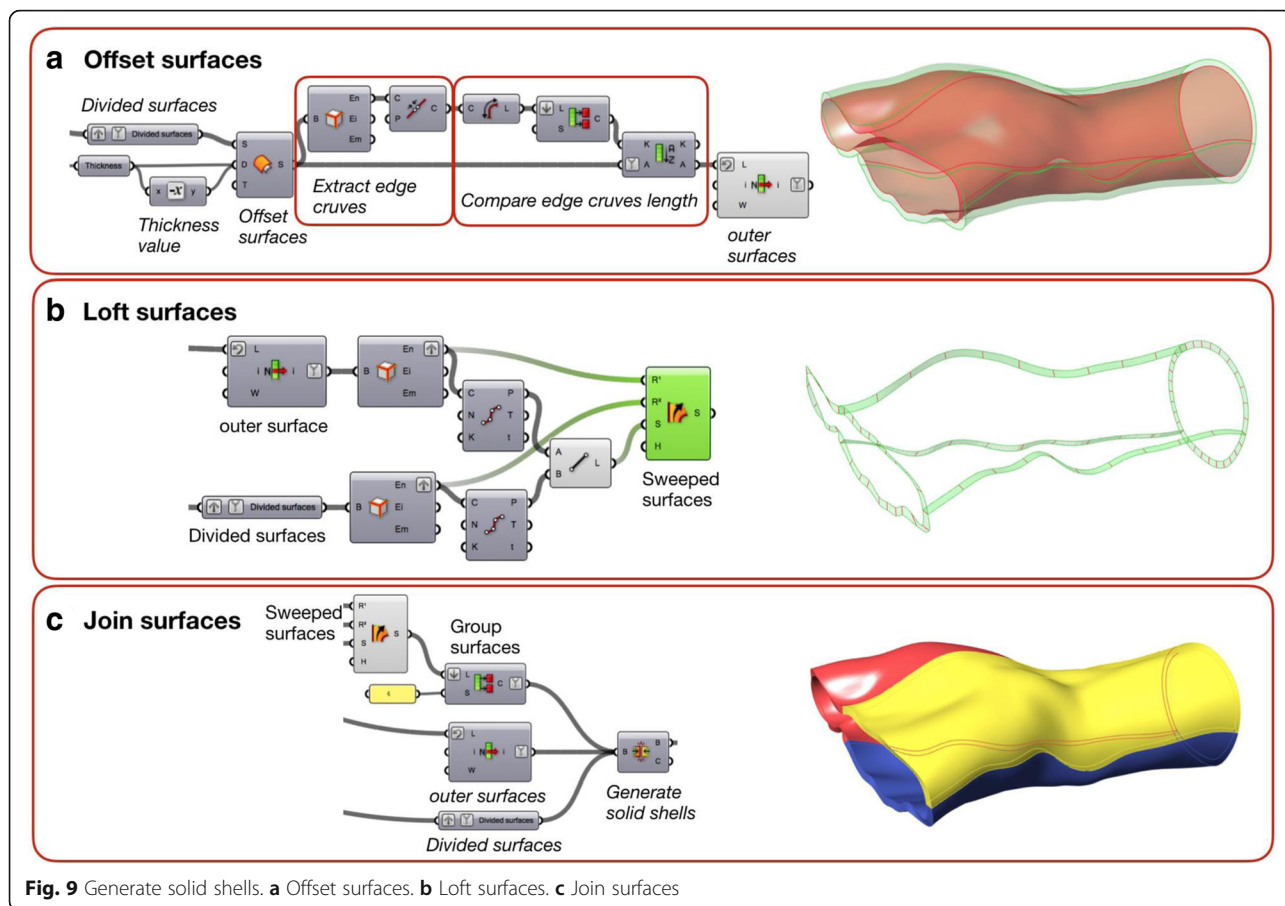 a Offset surfaces
Divided surfaces
Divided surfaces
Thickness
x -x y
Thickness
value
S
D S
T
Offset
surfaces
En
B Ei
Em
C C
P
Extract edge
cruves
C L
L C
S
K K
A A
Compare edge cruves length
L
i N i
W
outer
surfaces
b Loft surfaces
L
i N i
W
outer surface
En
B Ei
Em
C P
N T
K t
Divided surfaces
Divided surfaces
En
B Ei
Em
C P
N T
K t
A L
B
R¹
R²
S S
H
Sweeped
surfaces
c Join surfaces
Sweeped
surfaces
R¹
R²
S S
H
Group
surfaces
L C
S
L
i N i
W
outer surfaces
Divided surfaces
Divided surfaces
B B
C
Generate
solid shells
Fig. 9 Generate solid shells. a Offset surfaces. b Loft surfaces. c Join surfaces